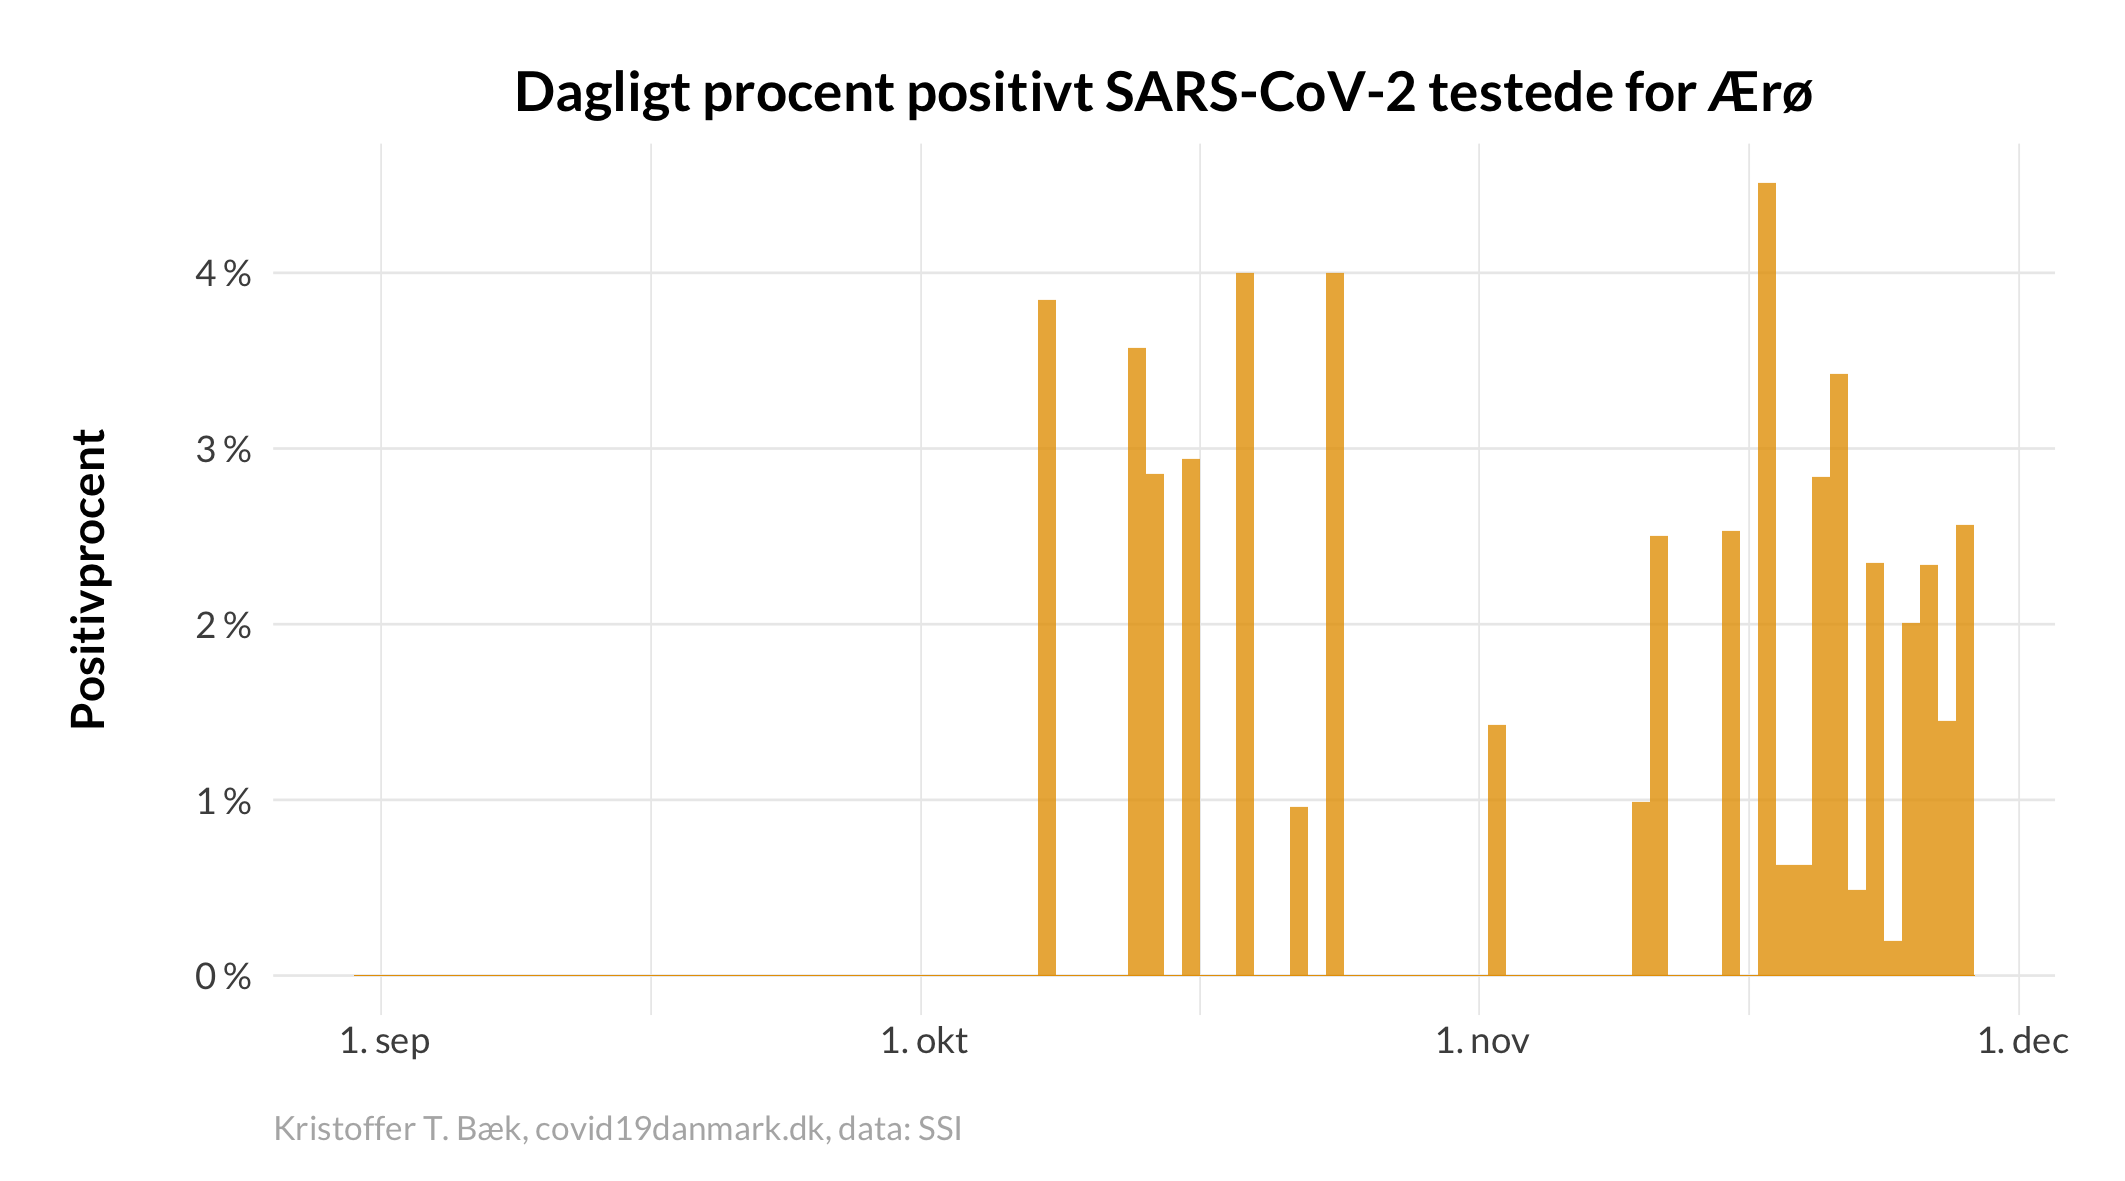 Dagligt procent positivt SARS-CoV-2 testede for Ærø
Positivprocent
4 %
3 %
2 %
1 %
0 %
1. sep
1. okt
1. nov
1. dec
Kristoffer T. Bæk, covid19danmark.dk, data: SSI